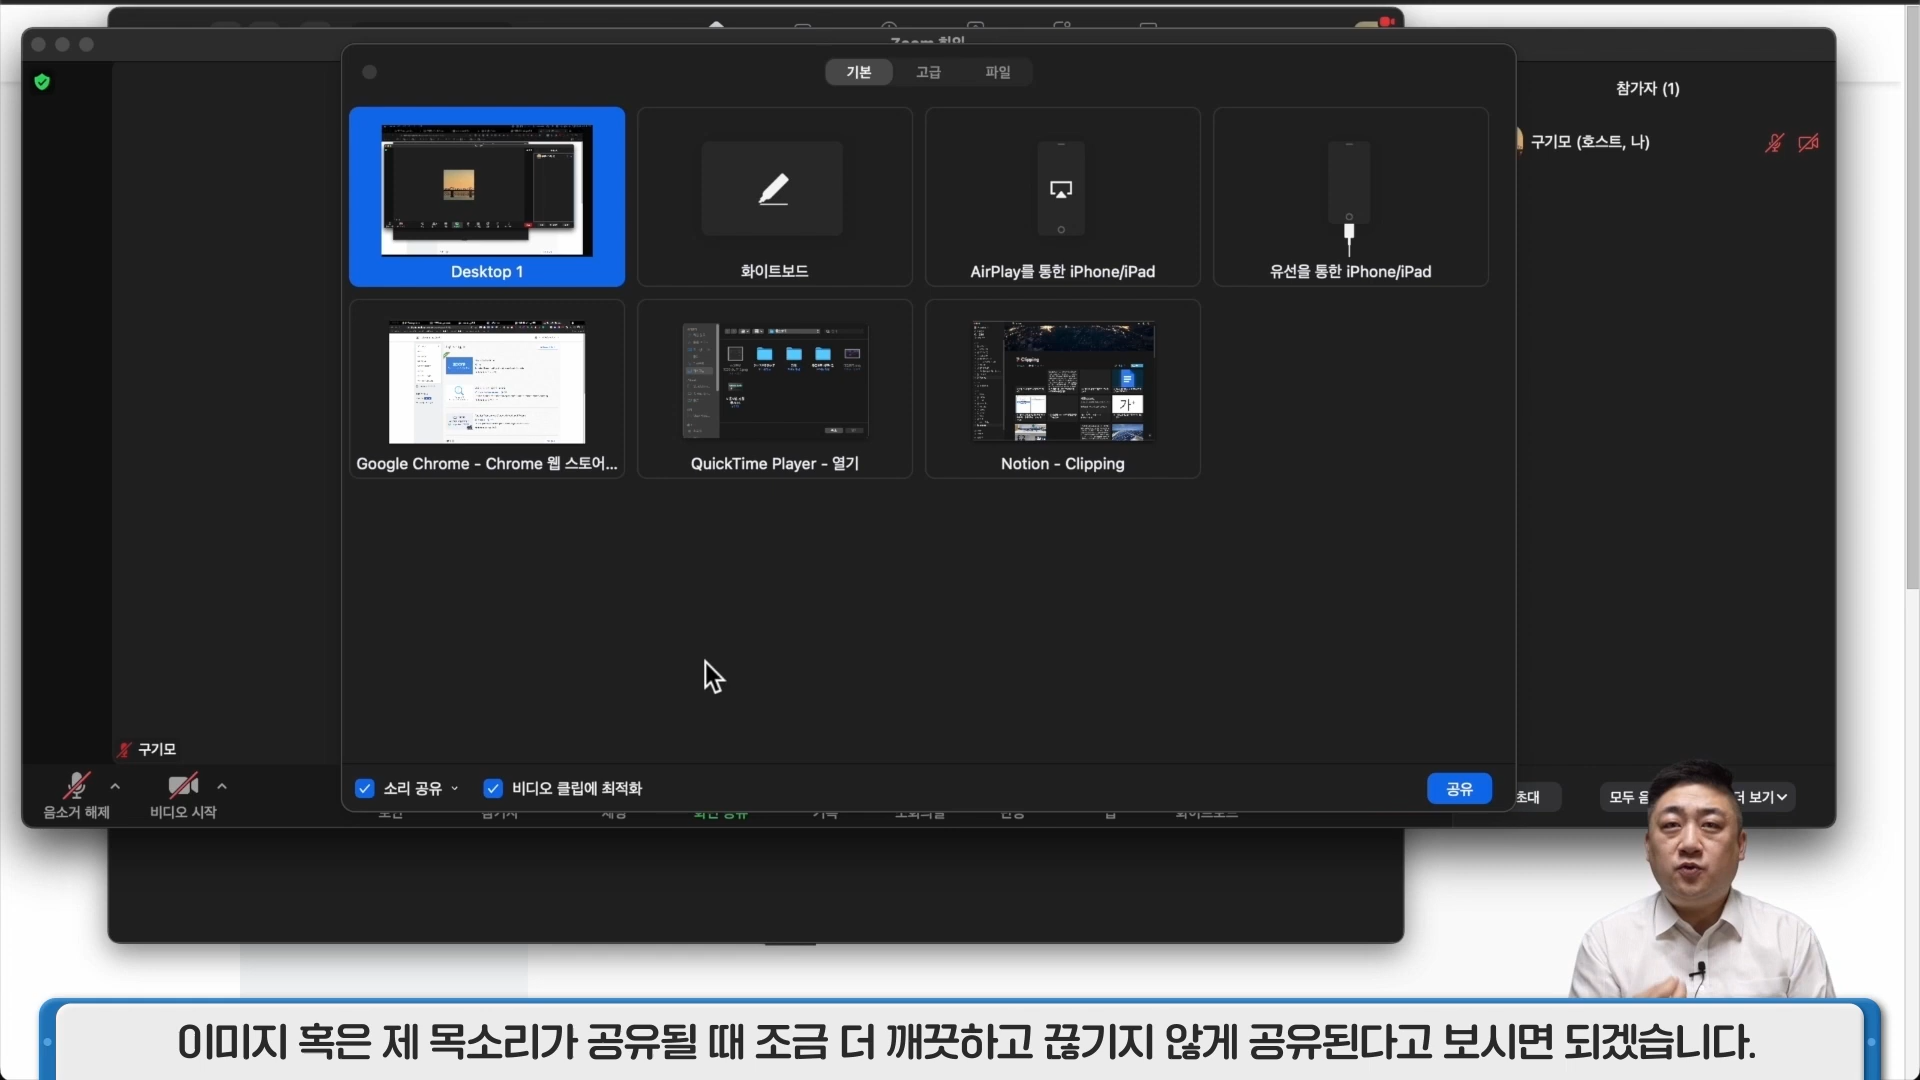 Zoom 회의
기본
고급
파일
참가자 (1)
구기모 (호스트, 나)
Desktop 1
화이트보드
AirPlay를 통한 iPhone/iPad
유선을 통한 iPhone/iPad
Google Chrome - Chrome 웹 스토어...
QuickTime Player - 열기
Notion - Clipping
구기모
음소거 해제
비디오 시작
소리 공유
비디오 클립에 최적화
공유
초대
모두 음
더 보기
이미지 혹은 제 목소리가 공유될 때 조금 더 깨끗하고 끊기지 않게 공유된다고 보시면 되겠습니다.